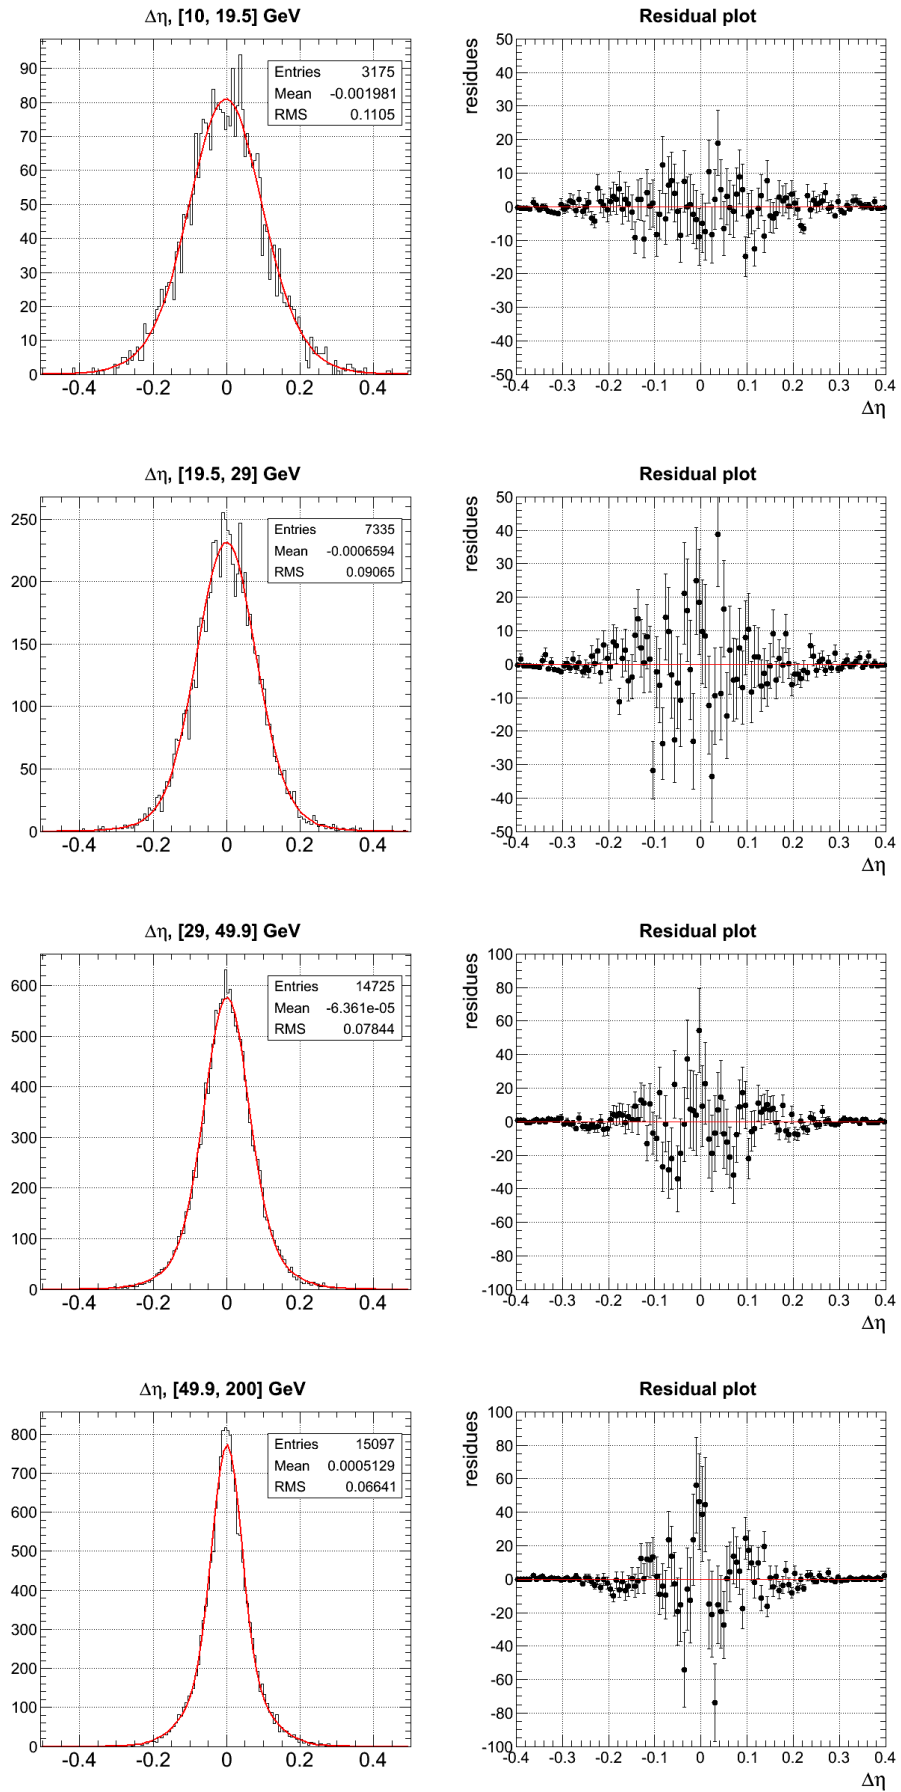 Δη, [10, 19.5] GeV
90
80
70
60
50
40
30
20
10
0
-0.4 -0.2 0 0.2 0.4
Entries 3175
Mean -0.001981
RMS 0.1105
Residual plot
residues
50
40
30
20
10
0
-10
-20
-30
-40
-50
-0.4 -0.3 -0.2 -0.1 0 0.1 0.2 0.3 0.4
Δη
Δη, [19.5, 29] GeV
250
200
150
100
50
0
-0.4 -0.2 0 0.2 0.4
Entries 7335
Mean -0.0006594
RMS 0.09065
Residual plot
residues
50
40
30
20
10
0
-10
-20
-30
-40
-50
-0.4 -0.3 -0.2 -0.1 0 0.1 0.2 0.3 0.4
Δη
Δη, [29, 49.9] GeV
600
500
400
300
200
100
0
-0.4 -0.2 0 0.2 0.4
Entries 14725
Mean -6.361e-05
RMS 0.07844
Residual plot
residues
100
80
60
40
20
0
-20
-40
-60
-80
-100
-0.4 -0.3 -0.2 -0.1 0 0.1 0.2 0.3 0.4
Δη
Δη, [49.9, 200] GeV
800
700
600
500
400
300
200
100
0
-0.4 -0.2 0 0.2 0.4
Entries 15097
Mean 0.0005129
RMS 0.06641
Residual plot
residues
100
80
60
40
20
0
-20
-40
-60
-80
-100
-0.4 -0.3 -0.2 -0.1 0 0.1 0.2 0.3 0.4
Δη